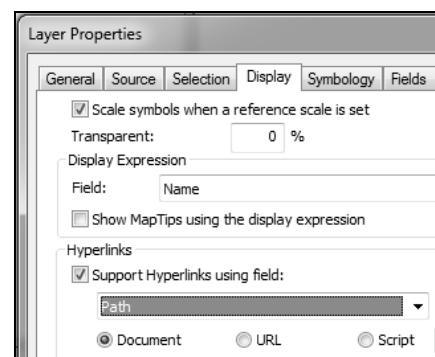 Layer Properties
General Source Selection Display Symbology Fields
Scale symbols when a reference scale is set
Transparent: 0 %
Display Expression
Field: Name
Show MapTips using the display expression
Hyperlinks
Support Hyperlinks using field:
Path
Document URL Script